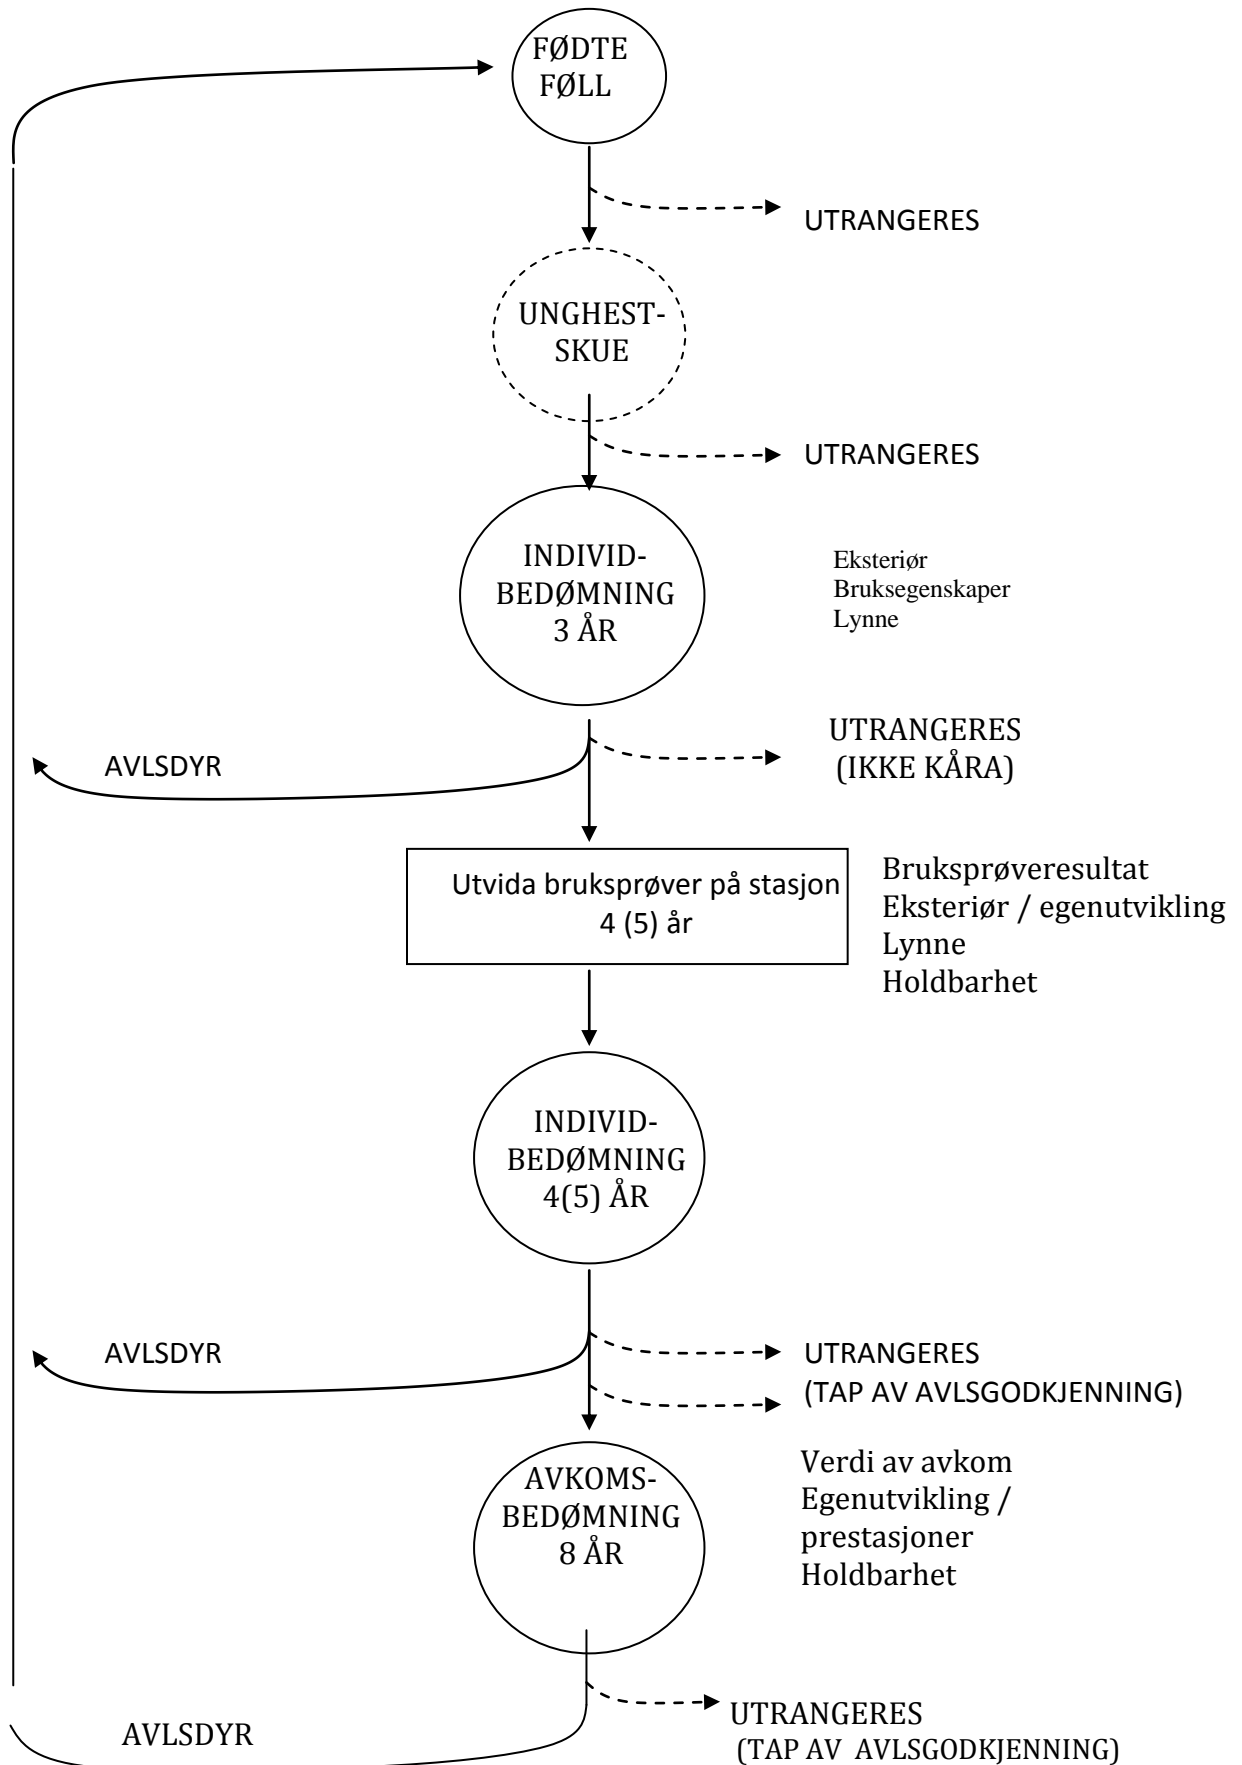 FØDTE
FØLL
UTRANGERES
UNGHEST-
SKUE
UTRANGERES
INDIVID-
BEDØMNING
3 ÅR
Eksteriør
Bruksegenskaper
Lynne
UTRANGERES
(IKKE KÅRA)
AVLSDYR
Utvida bruksprøver på stasjon
4 (5) år
Bruksprøveresultat
Eksteriør / egenutvikling
Lynne
Holdbarhet
INDIVID-
BEDØMNING
4(5) ÅR
AVLSDYR
UTRANGERES
(TAP AV AVLSGODKJENNING)
AVKOMS-
BEDØMNING
8 ÅR
Verdi av avkom
Egenutvikling /
prestasjoner
Holdbarhet
AVLSDYR
UTRANGERES
(TAP AV AVLSGODKJENNING)